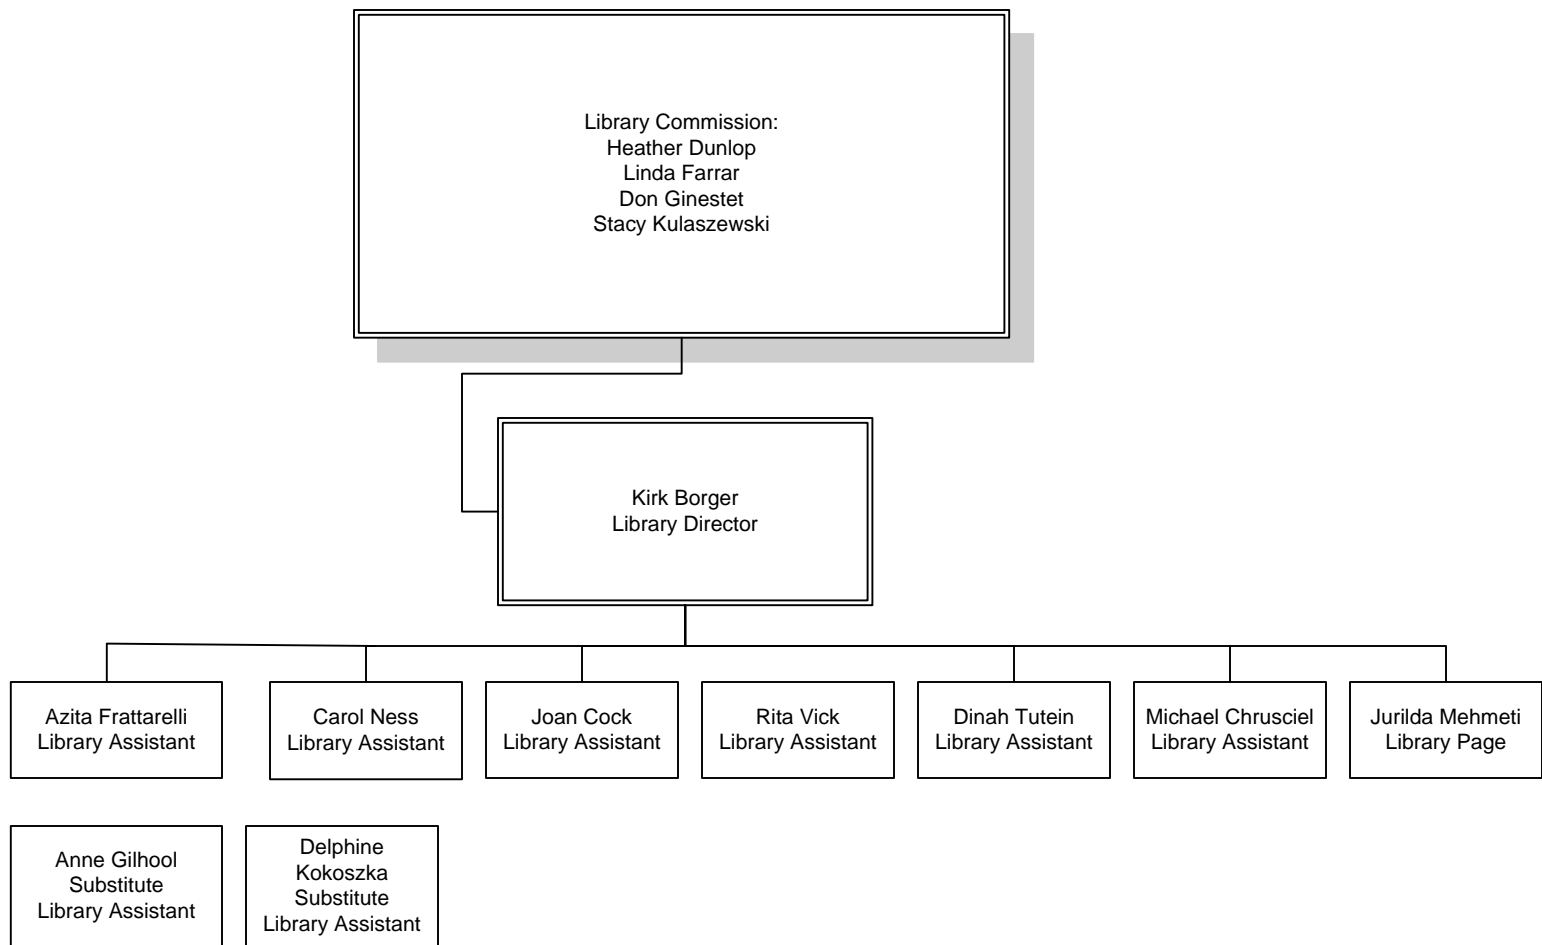 Library Commission:
Heather Dunlop
Linda Farrar
Don Ginestet
Stacy Kulaszewski
Kirk Borger
Library Director
Azita Frattarelli
Library Assistant
Carol Ness
Library Assistant
Joan Cock
Library Assistant
Rita Vick
Library Assistant
Dinah Tutein
Library Assistant
Michael Chrusciel
Library Assistant
Jurilda Mehmeti
Library Page
Anne Gilhool
Substitute
Library Assistant
Delphine
Kokoszka
Substitute
Library Assistant